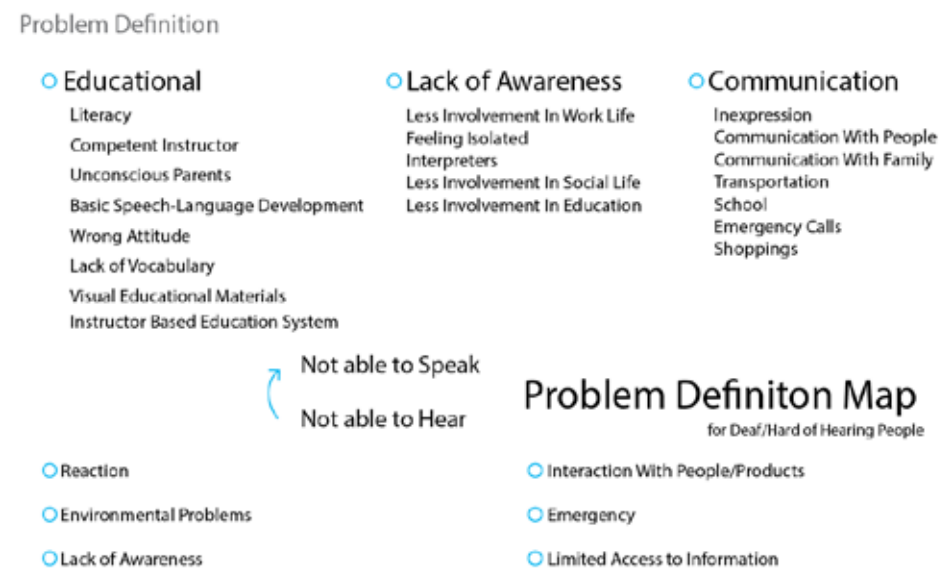 Problem Definition
Educational
Literacy
Competent Instructor
Unconscious Parents
Basic Speech-Language Development
Wrong Attitude
Lack of Vocabulary
Visual Educational Materials
Instructor Based Education System
Lack of Awareness
Less Involvement In Work Life
Feeling Isolated
Interpreters
Less Involvement In Social Life
Less Involvement In Education
Communication
Inexpression
Communication With People
Communication With Family
Transportation
School
Emergency Calls
Shoppings
Not able to Speak
Not able to Hear
Problem Definiton Map
for Deaf/Hard of Hearing People
Reaction
Environmental Problems
Lack of Awareness
Interaction With People/Products
Emergency
Limited Access to Information